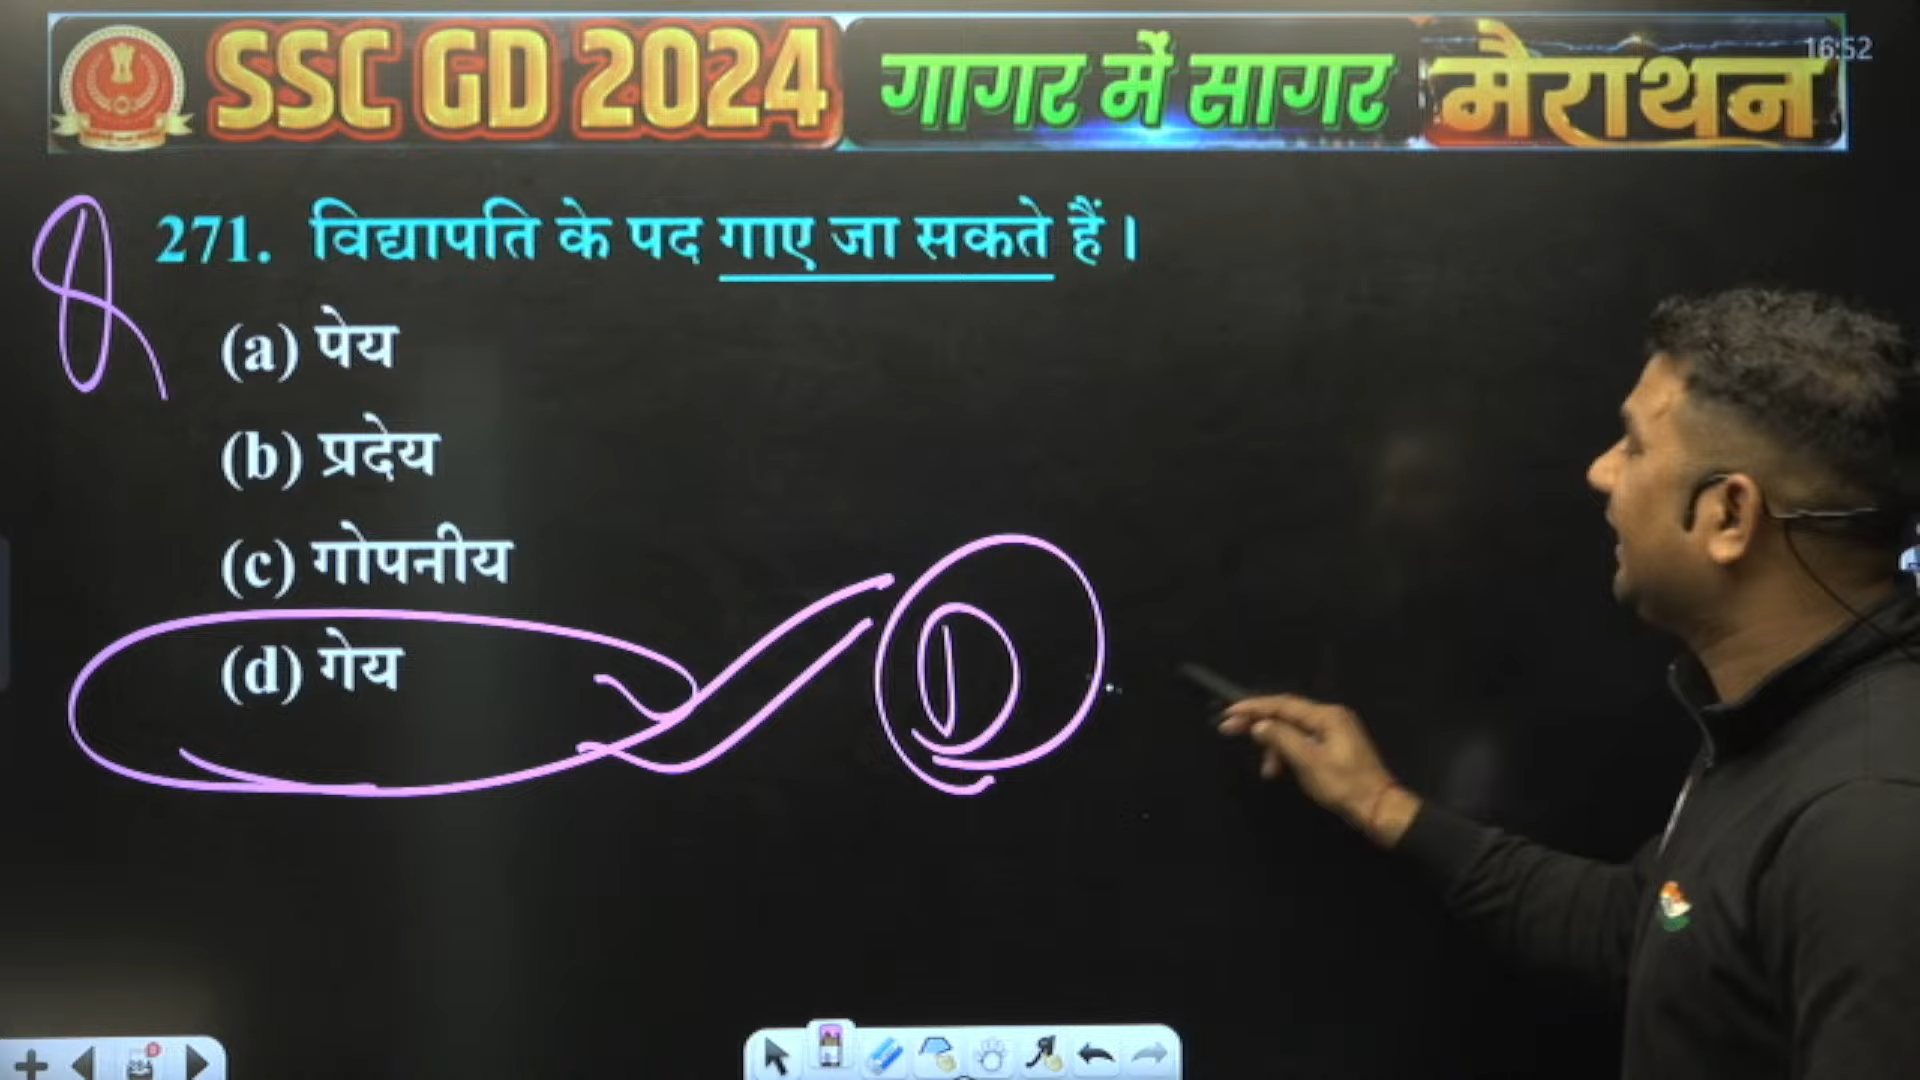 SSC GD 2024 गागर में सागर मैराथन
16:52
271. विद्यापति के पद गाए जा सकते हैं।
(a) पेय
(b) प्रदेय
(c) गोपनीय
(d) गेय
D